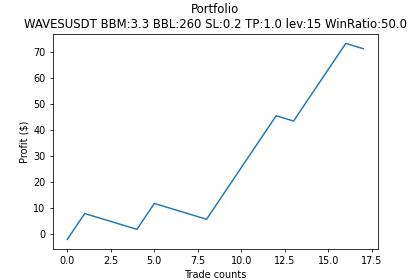 Portfolio
WAVESUSDT BBM:3.3 BBL:260 SL:0.2 TP:1.0 lev:15 WinRatio:50.0
Profit ($)
70
60
50
40
30
20
10
0
0.0 2.5 5.0 7.5 10.0 12.5 15.0 17.5
Trade counts